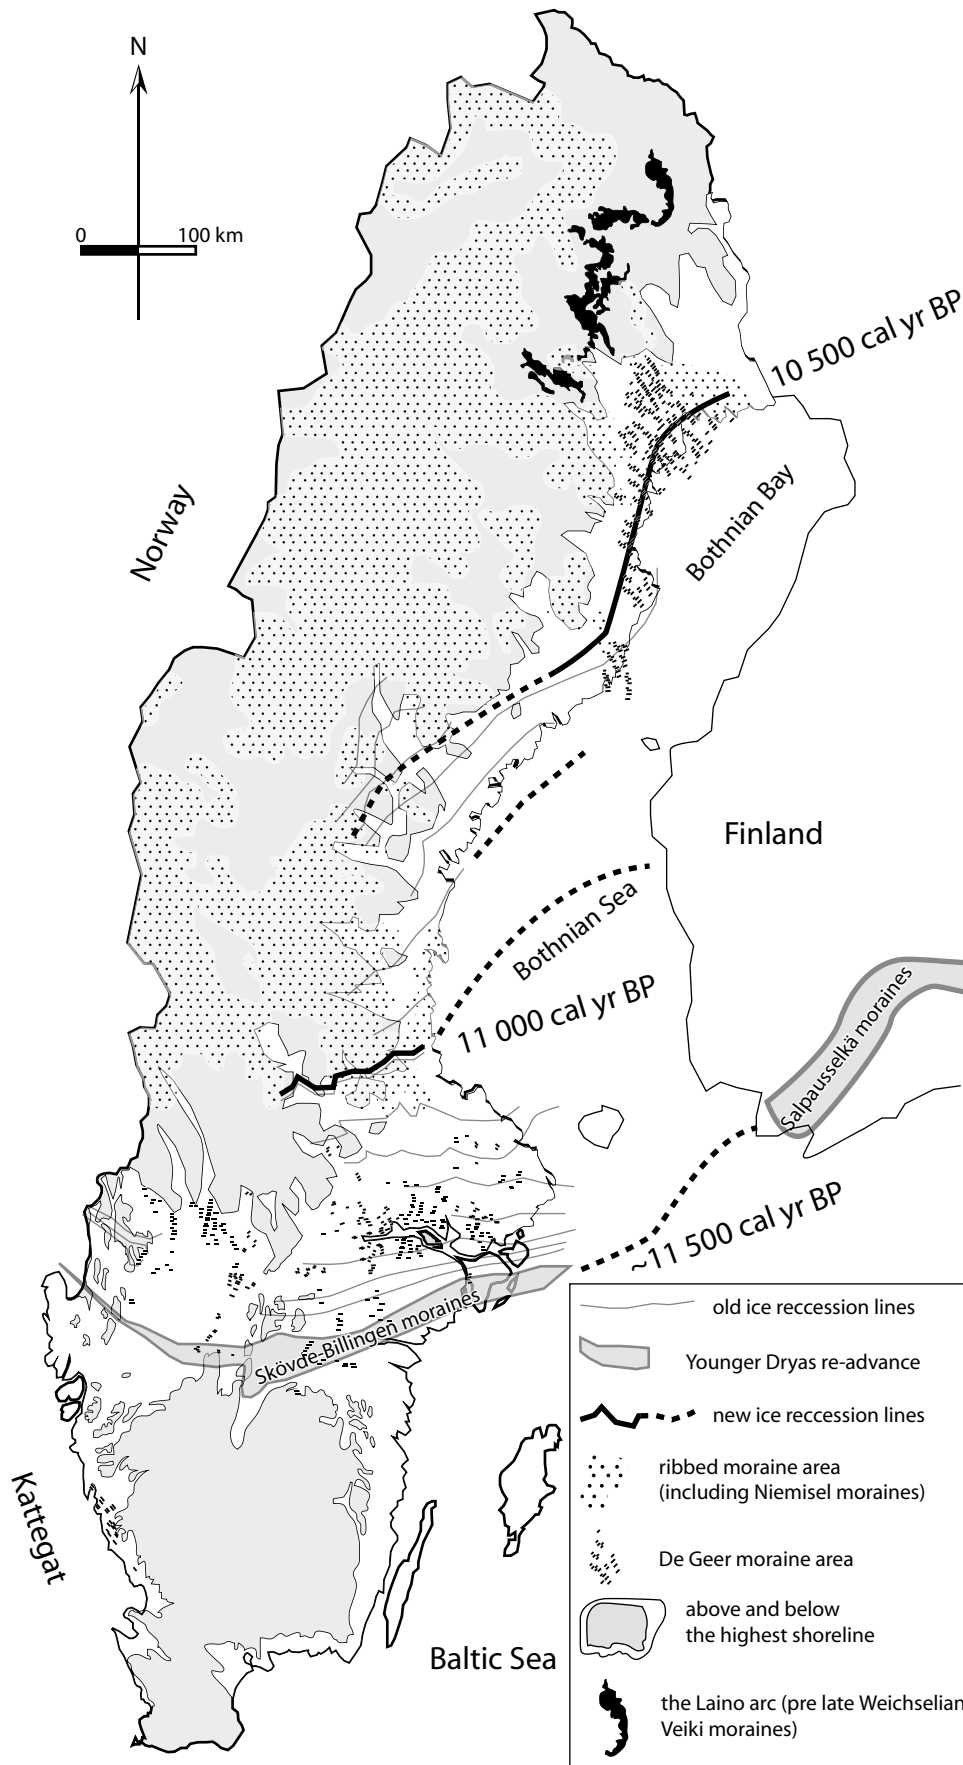 N
0 100 km
10 500 cal yr BP
Norway
Bothnian Bay
Finland
Bothnian Sea
11 000 cal yr BP
Salpausselkä moraines
~11 500 cal yr BP
Skövde-Billingen moraines
Kattegat
Baltic Sea
old ice reccession lines
Younger Dryas re-advance
new ice reccession lines
ribbed moraine area
(including Niemisel moraines)
De Geer moraine area
above and below
the highest shoreline
the Laino arc (pre late Weichselian
Veiki moraines)